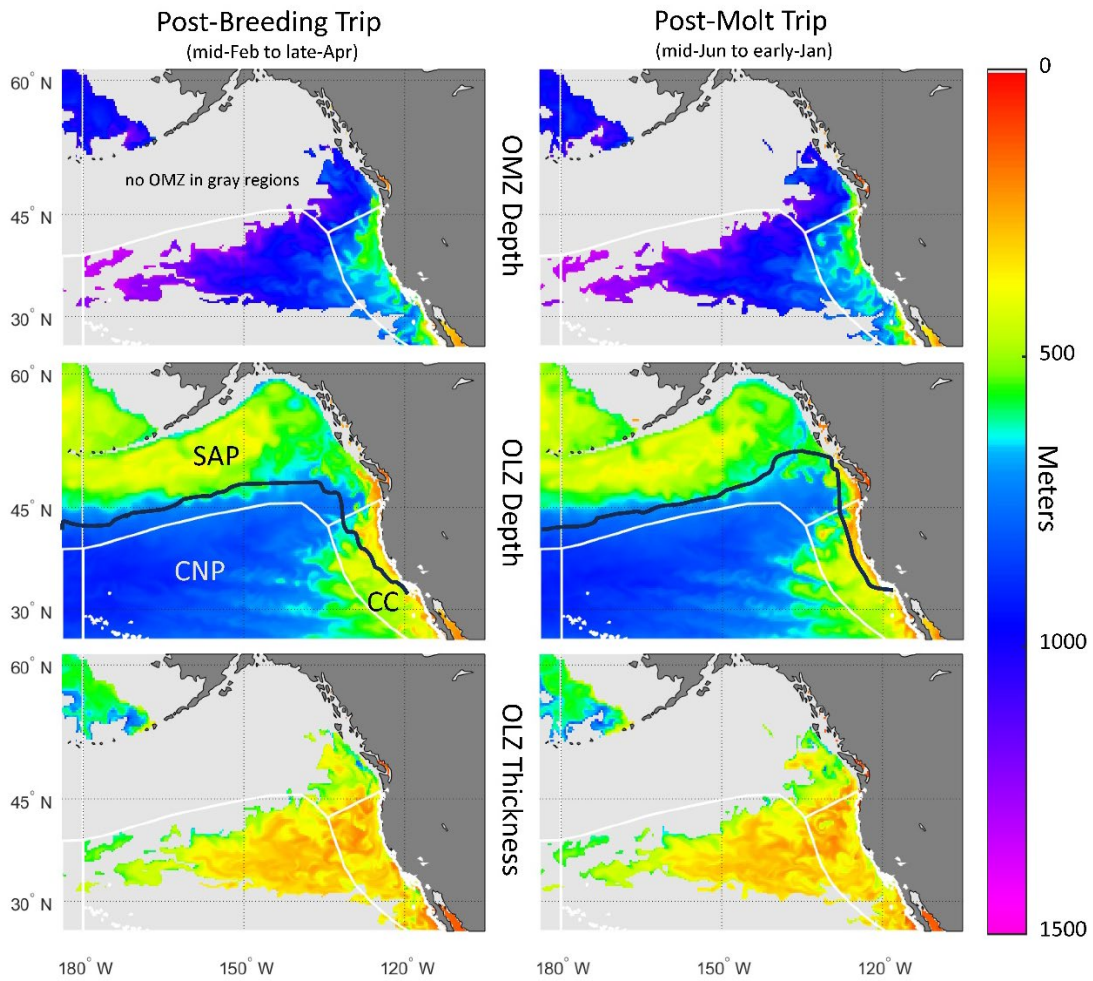 Post-Breeding Trip
(mid-Feb to late-Apr)
Post-Molt Trip
(mid-Jun to early-Jan)
60° N
no OMZ in gray regions
45° N
30° N
OMZ Depth
60° N
SAP
45° N
CNP
CC
30° N
OLZ Depth
60° N
45° N
30° N
OLZ Thickness
180° W
150° W
120° W
180° W
150° W
120° W
0
500
1000
1500
Meters